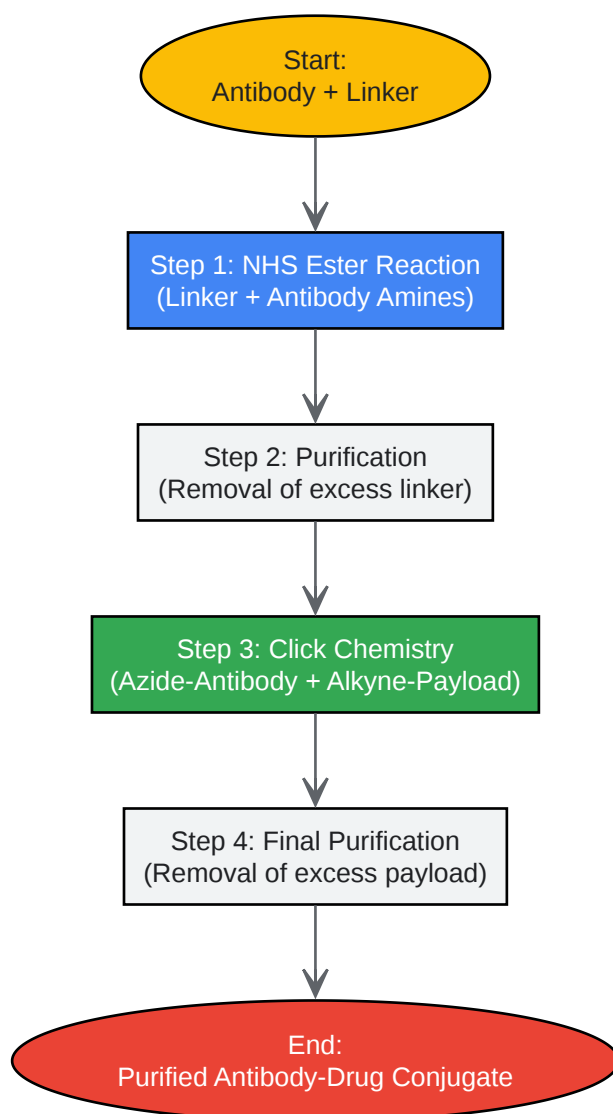 Start:
Antibody + Linker
Step 1: NHS Ester Reaction
(Linker + Antibody Amines)
Step 2: Purification
(Removal of excess linker)
Step 3: Click Chemistry
(Azide-Antibody + Alkyne-Payload)
Step 4: Final Purification
(Removal of excess payload)
End:
Purified Antibody-Drug Conjugate